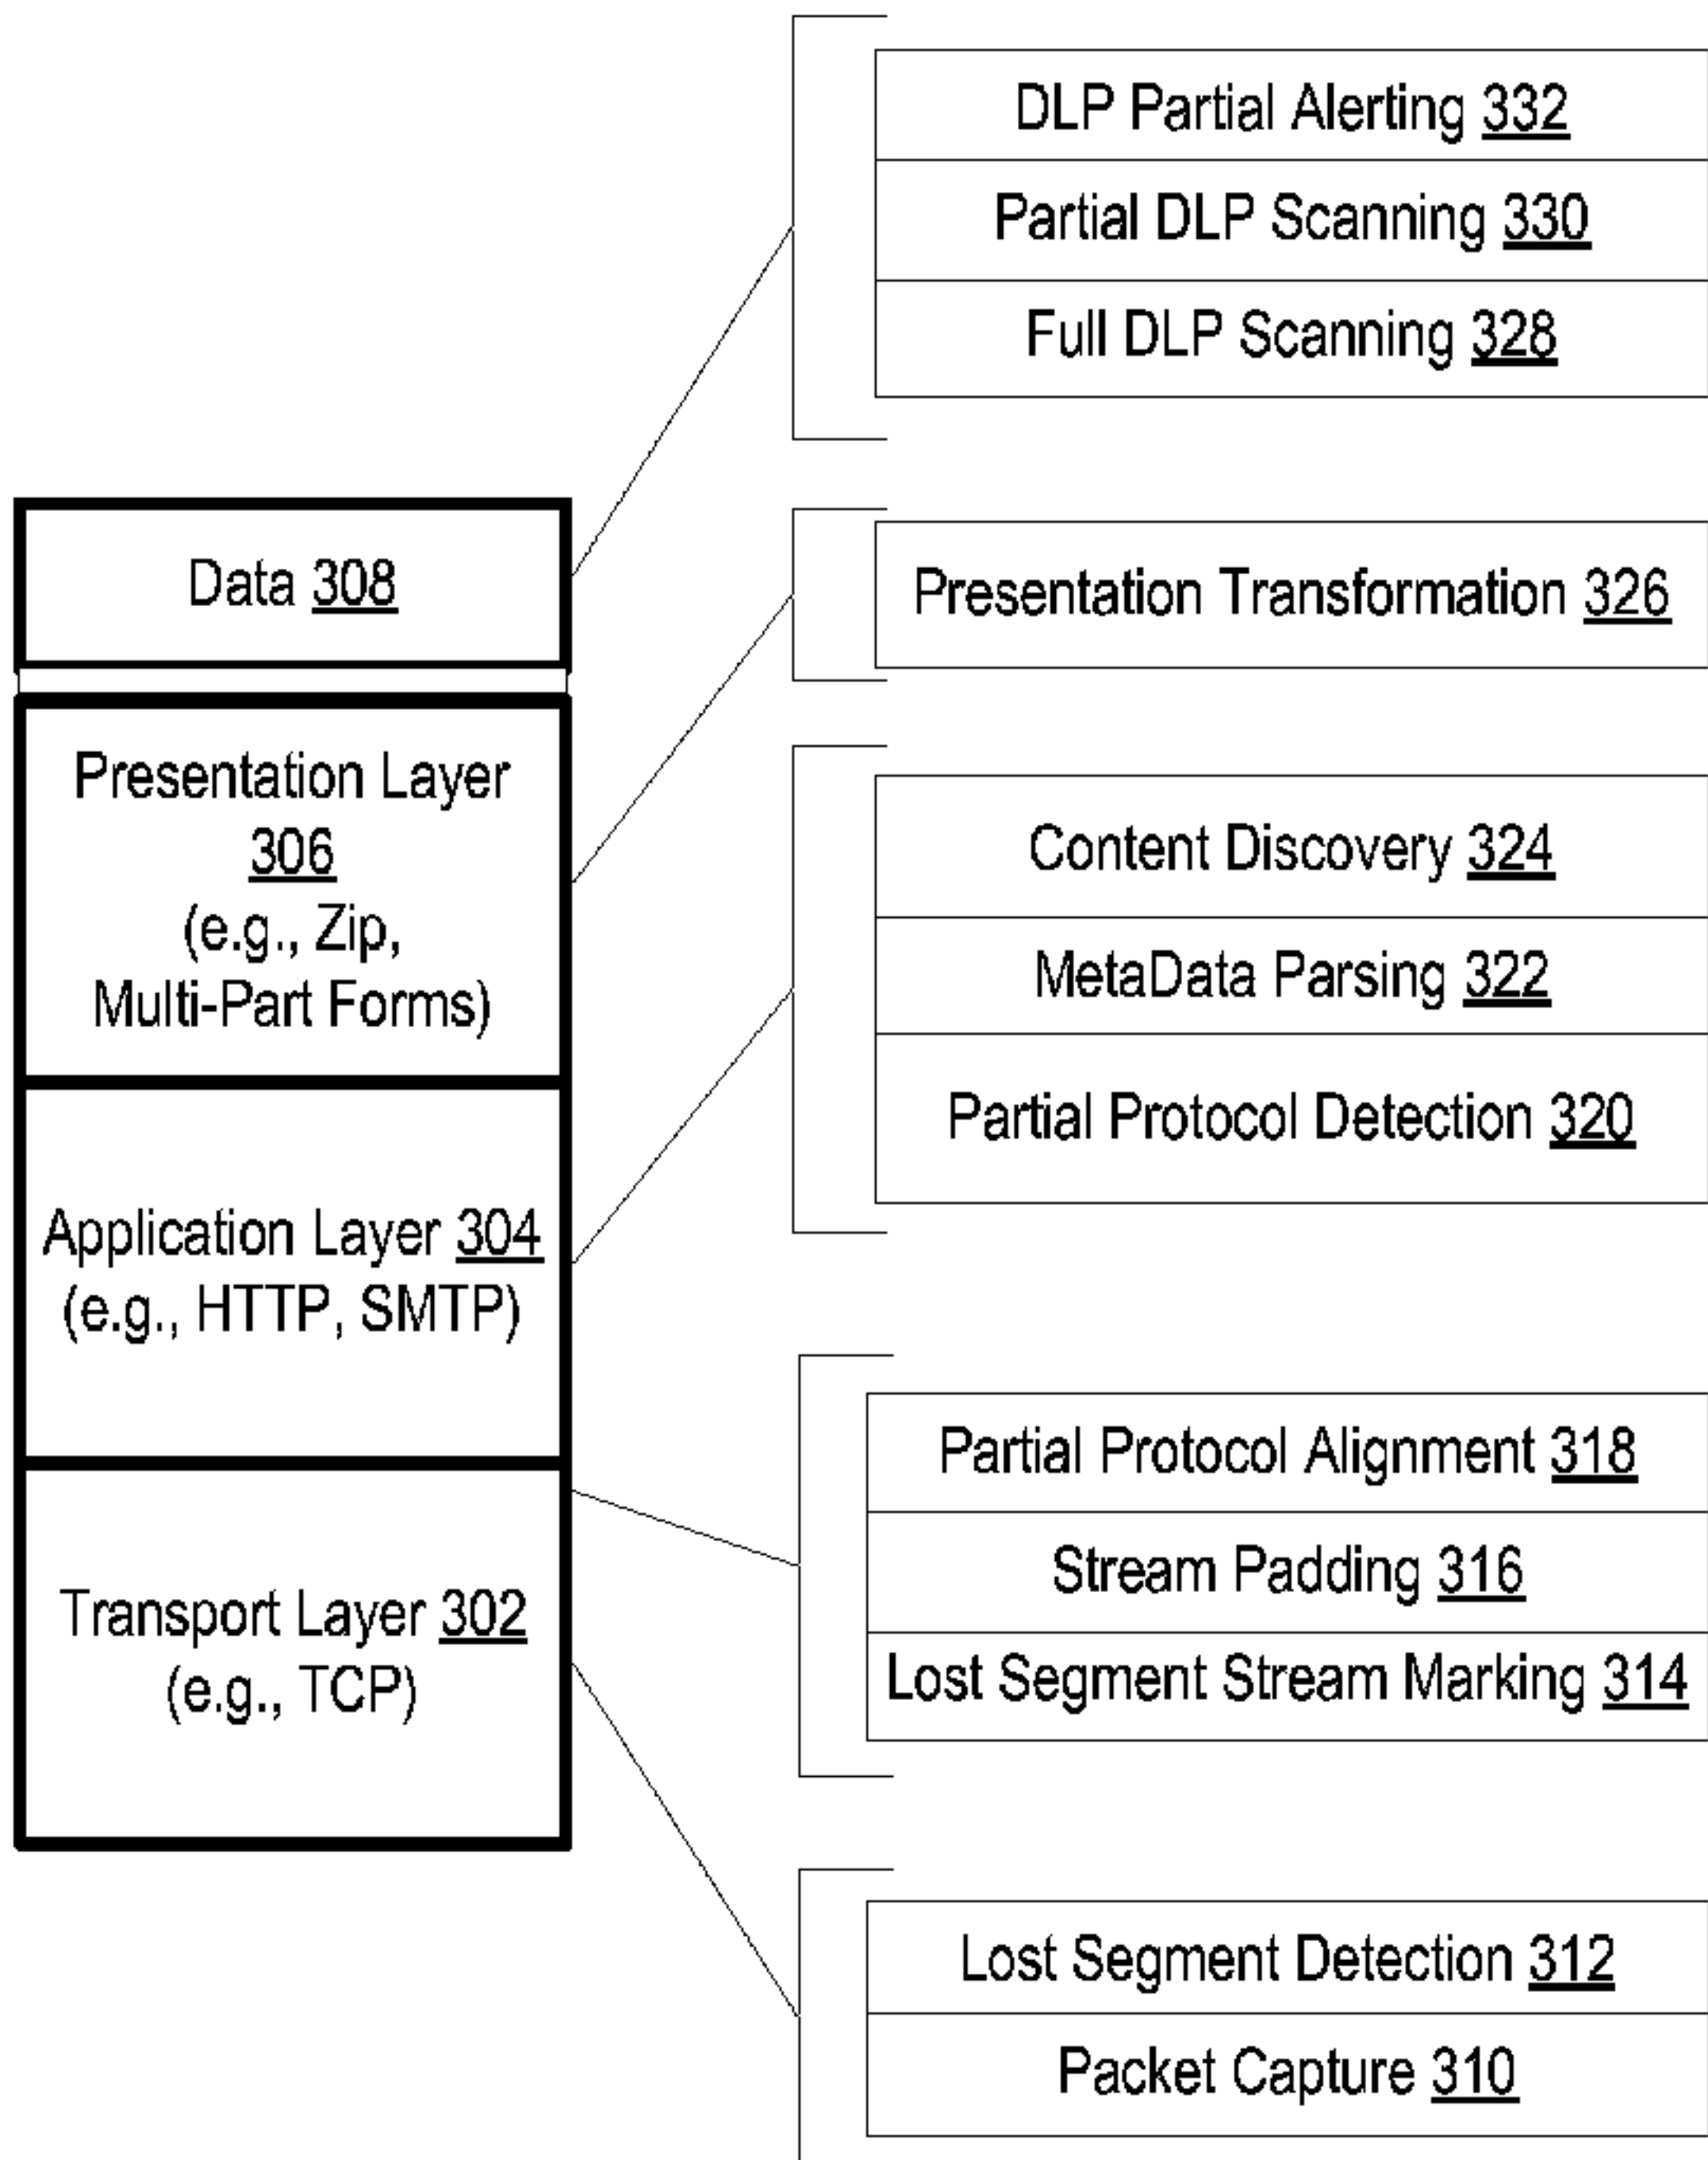 DLP Partial Alerting 332
Partial DLP Scanning 330
Full DLP Scanning 328
Data 308
Presentation Transformation 326
Presentation Layer
306
(e.g., Zip,
Multi-Part Forms)
Content Discovery 324
MetaData Parsing 322
Partial Protocol Detection 320
Application Layer 304
(e.g., HTTP, SMTP)
Partial Protocol Alignment 318
Stream Padding 316
Lost Segment Stream Marking 314
Transport Layer 302
(e.g., TCP)
Lost Segment Detection 312
Packet Capture 310